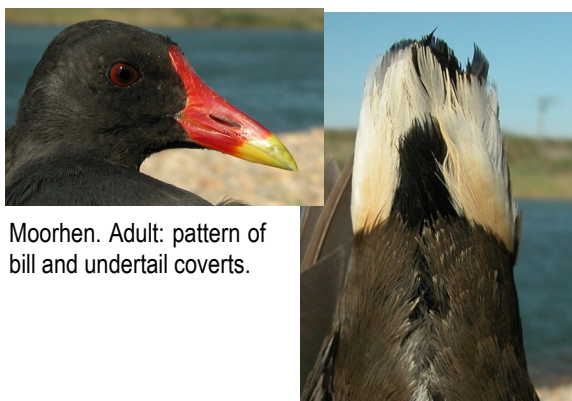 Moorhen. Adult: pattern of
bill and undertail coverts.